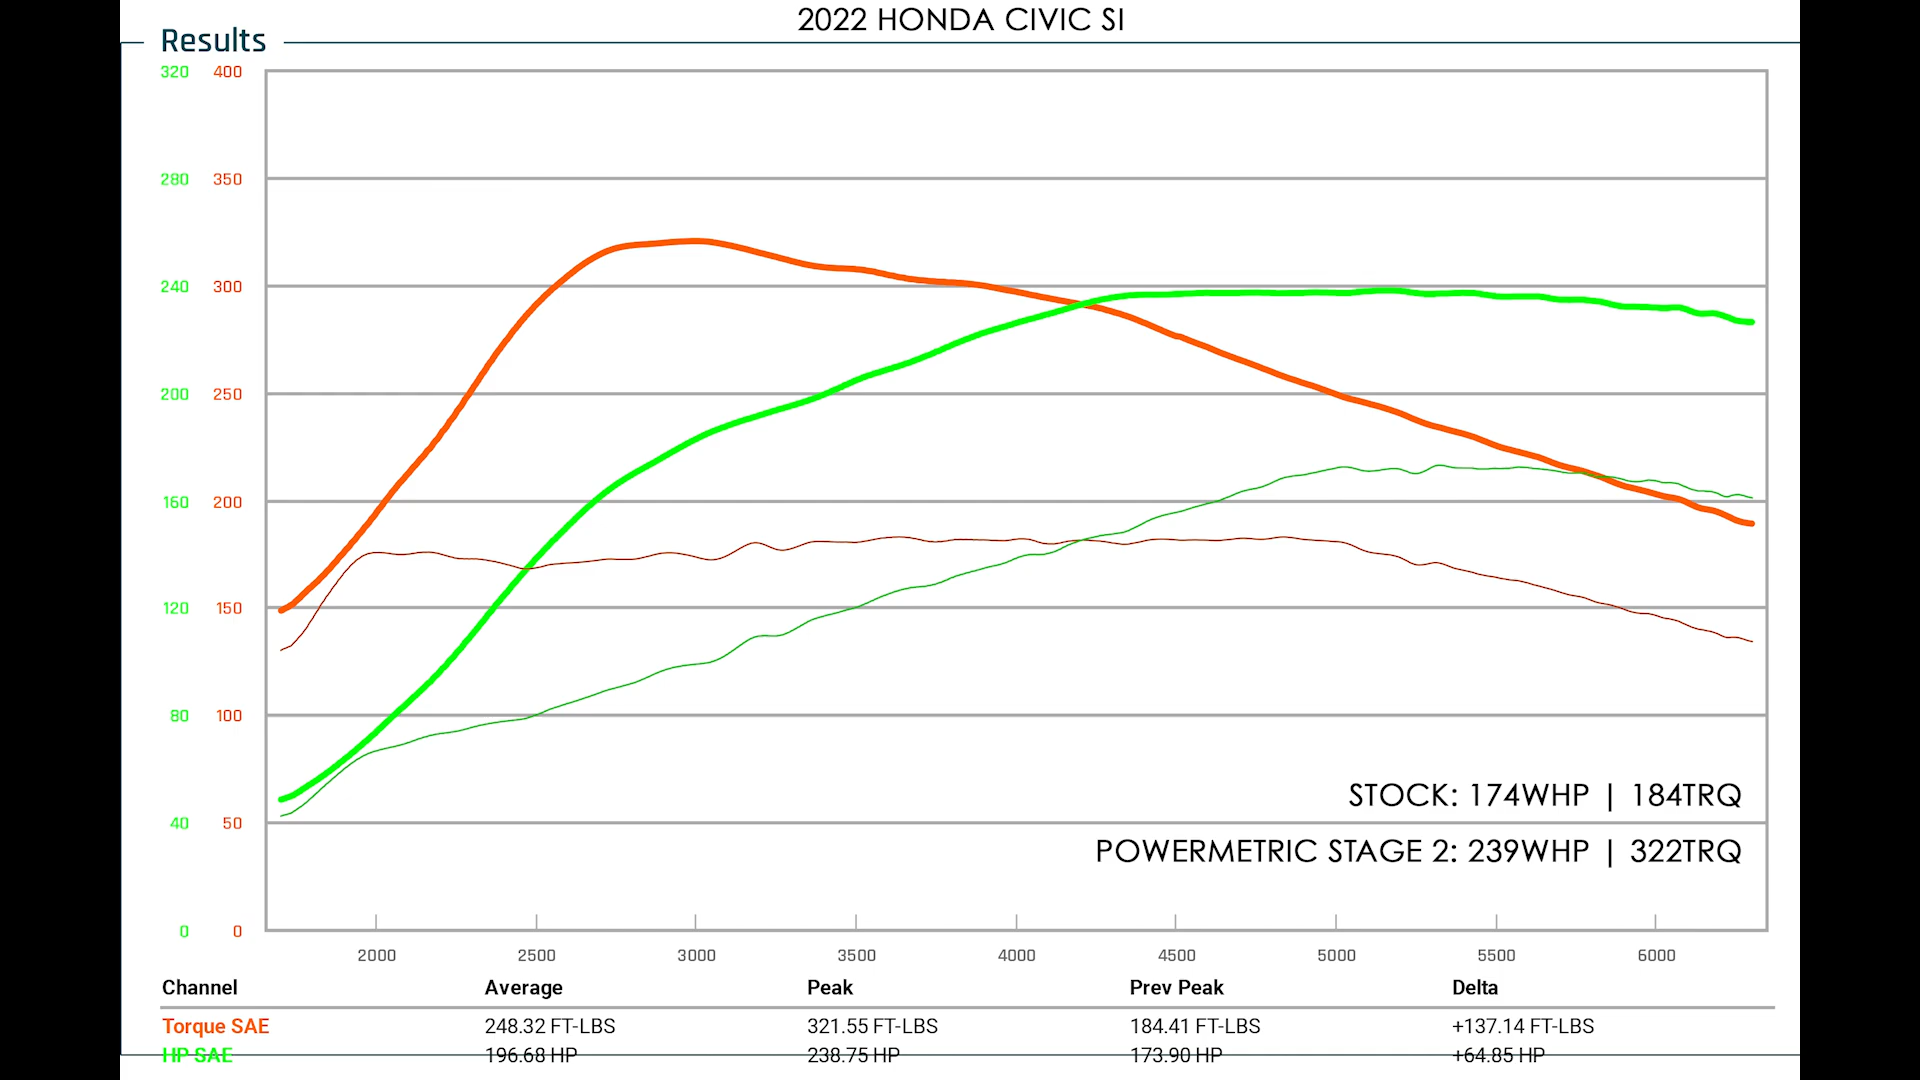 2022 HONDA CIVIC SI
Results
320 400
280 350
240 300
200 250
160 200
120 150
80 100
STOCK: 174WHP | 184TRQ
40 50
POWERMETRIC STAGE 2: 239WHP | 322TRQ
0 0
2000 2500 3000 3500 4000 4500 5000 5500 6000
Channel Average Peak Prev Peak Delta
Torque SAE 248.32 FT-LBS 321.55 FT-LBS 184.41 FT-LBS +137.14 FT-LBS
HP SAE 196.68 HP 238.75 HP 173.90 HP +64.85 HP